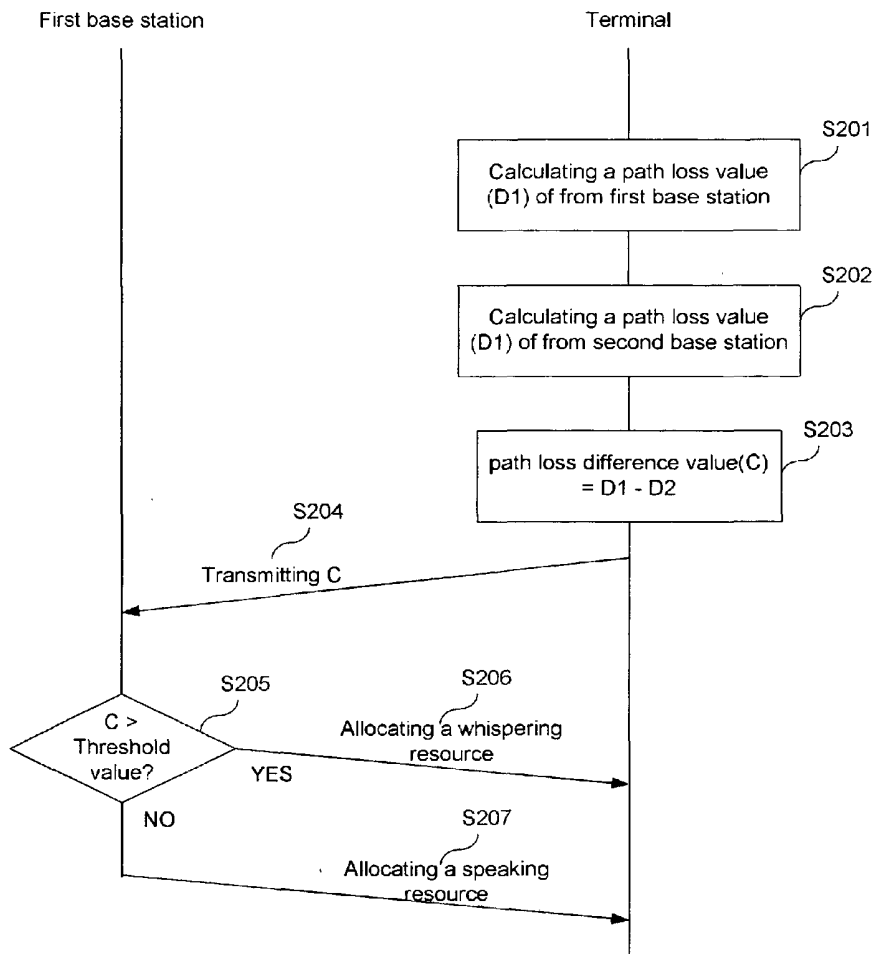 First base station
Terminal
S201
Calculating a path loss value
(D1) of from first base station
S202
Calculating a path loss value
(D1) of from second base station
S203
path loss difference value(C)
= D1 - D2
S204
Transmitting C
S205
C >
Threshold
value?
YES
NO
S206
Allocating a whispering
resource
S207
Allocating a speaking
resource